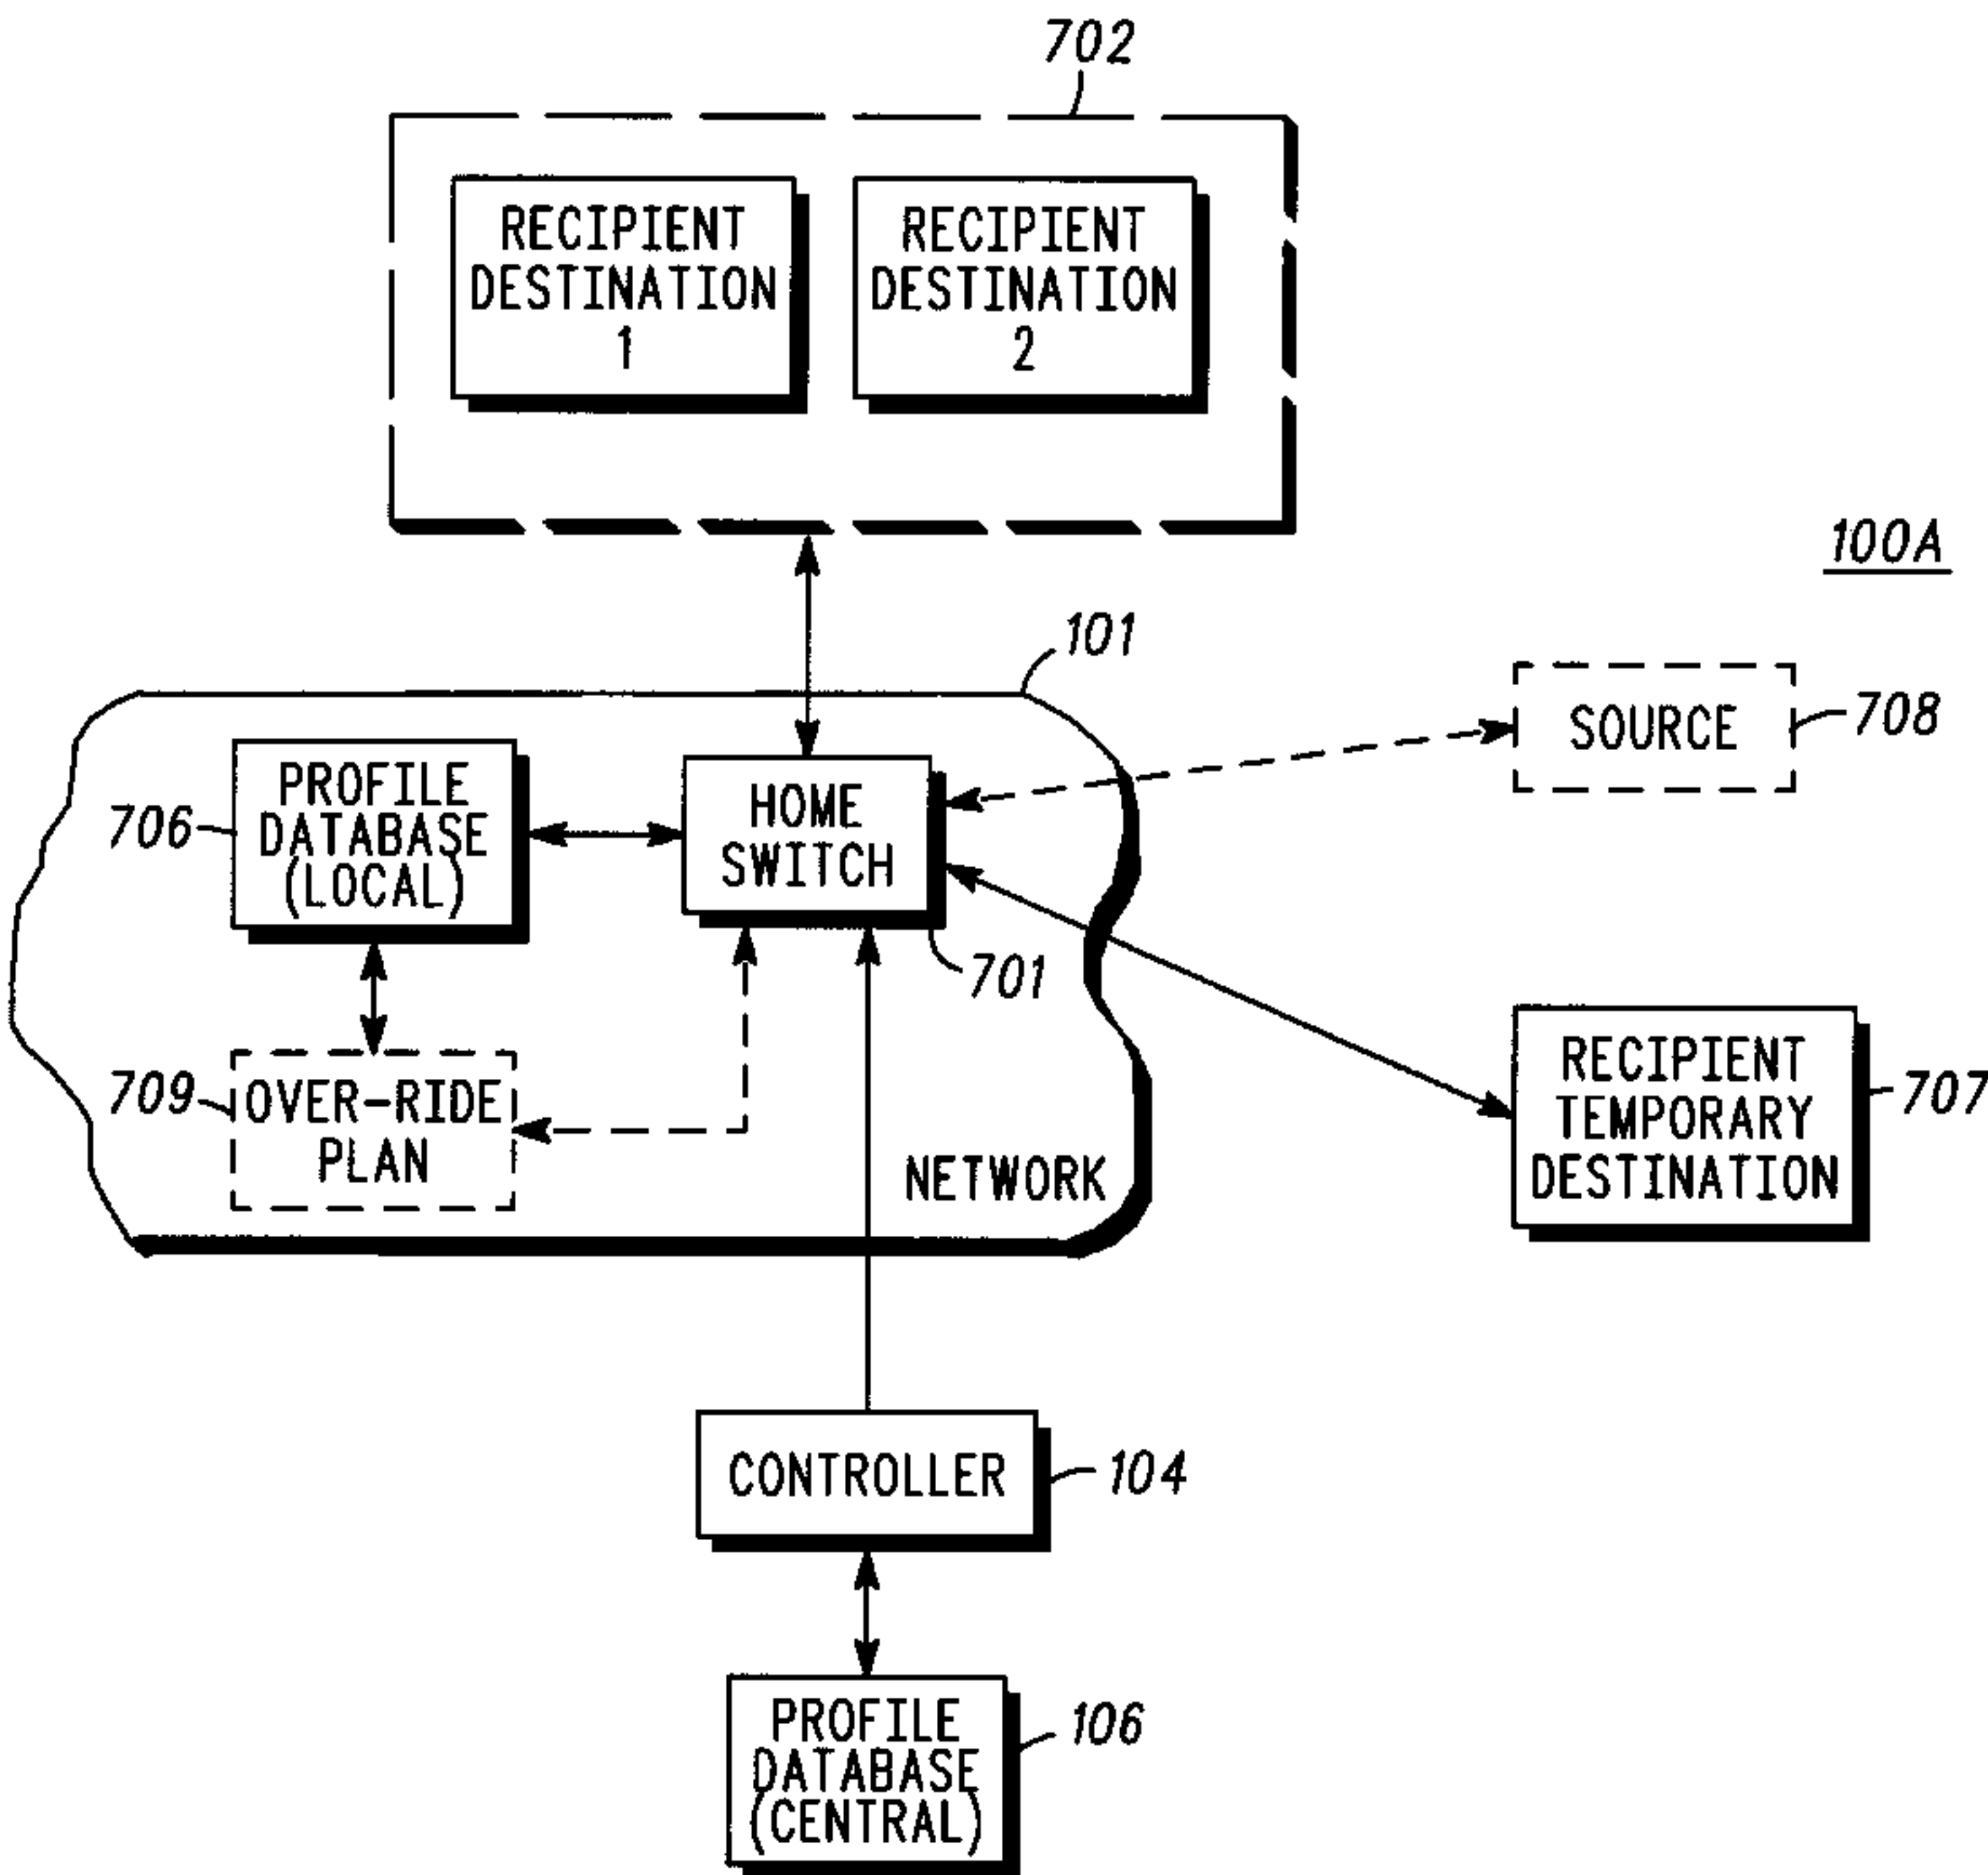 702
RECIPIENT
DESTINATION
1
RECIPIENT
DESTINATION
2
100A
101
SOURCE
708
PROFILE
DATABASE
(LOCAL)
706
HOME
SWITCH
701
709
OVER-RIDE
PLAN
NETWORK
RECIPIENT
TEMPORARY
DESTINATION
707
CONTROLLER
104
PROFILE
DATABASE
(CENTRAL)
106